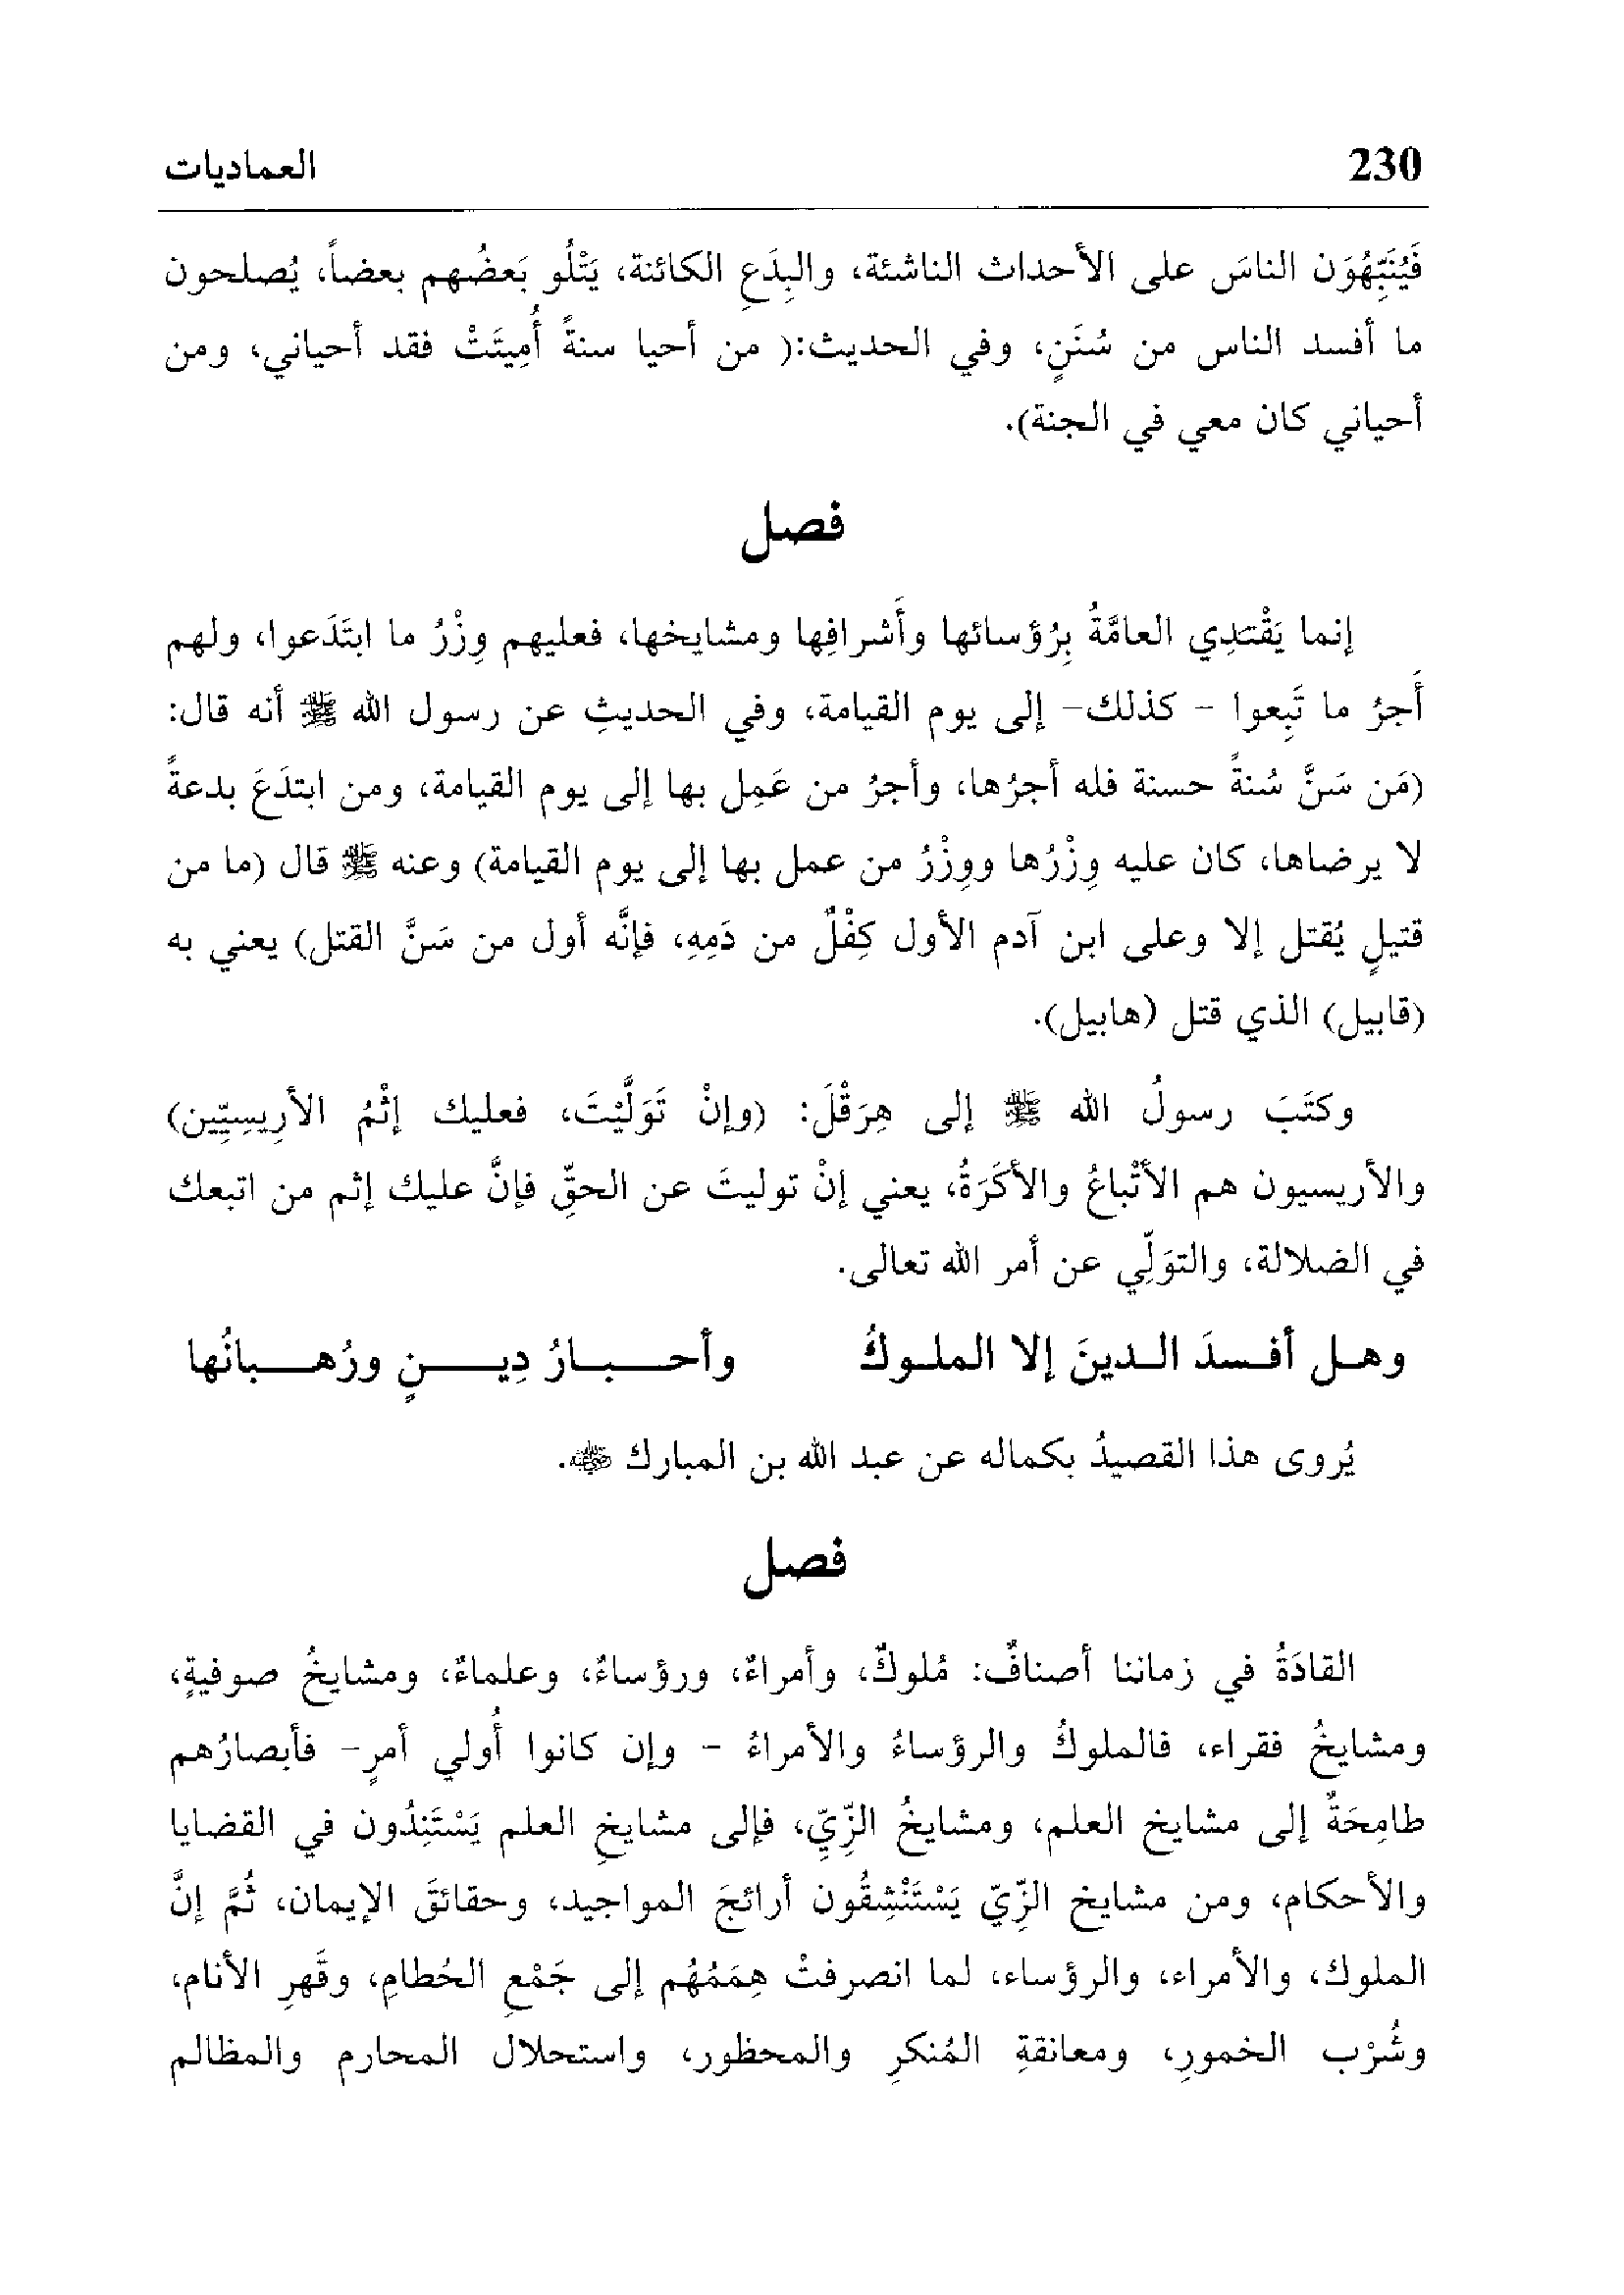 230
العماديات
فَيُنَبِّهُوَن الناسَ على الأحداث الناشئة، والبِدَعِ الكائنة، يَتْلُو بَعضُهم بعضاً، يُصلحون
ما أفسد الناس من سُنَنٍ، وفي الحديث:( من أحيا سنةً أُمِيتَتْ فقد أحياني، ومن
أحياني كان معي في الجنة).
فصل
إنما يَقْتدِي العامَّةُ بِرُؤسائها وأَشرافِها ومشايخها، فعليهم وِزْرُ ما ابتَدَعوا، ولهم
أَجرُ ما تَبِعوا - كذلك- إلى يوم القيامة، وفي الحديثِ عن رسول الله ﷺ أنه قال:
(مَن سَنَّ سُنةً حسنة فله أجرُها، وأجرُ من عَمِل بها إلى يوم القيامة، ومن ابتدَعَ بدعةً
لا يرضاها، كان عليه وِزْرُها ووِزْرُ من عمل بها إلى يوم القيامة) وعنه ﷺ قال (ما من
قتيلٍ يُقتل إلا وعلى ابن آدم الأول كِفْلٌ من دَمِهِ، فإنَّه أول من سَنَّ القتل) يعني به
(قابيل) الذي قتل (هابيل).
وكتَبَ رسولُ الله ﷺ إلى هِرَقْلَ: (وإنْ تَوَلَّيْتَ، فعليك إثْمُ الأرِيسِيِّين)
والأريسيون هم الأتْباعُ والأكَرَةُ، يعني إنْ توليتَ عن الحقِّ فإنَّ عليك إثم من اتبعك
في الضلالة، والتوَلِّي عن أمر الله تعالى.
وهل أفسدَ الدينَ إلا الملوكُ وأحبارُ دِينٍ ورُهبانُها
يُروى هذا القصيدُ بكماله عن عبد الله بن المبارك ﵁.
فصل
القادَةُ في زماننا أصنافٌ: مُلوكٌ، وأمراءٌ، ورؤساءٌ، وعلماءٌ، ومشايخُ صوفيةٍ،
ومشايخُ فقراء، فالملوكُ والرؤساءُ والأمراءُ - وإن كانوا أُولي أمرٍ- فأبصارُهم
طامِحَةٌ إلى مشايخ العلم، ومشايخُ الزِّيِّ، فإلى مشايخِ العلم يَسْتَنِدُون في القضايا
والأحكام، ومن مشايخ الزِّيّ يَسْتَنْشِقُون أرائجَ المواجيد، وحقائقَ الإيمان، ثُمَّ إنَّ
الملوك، والأمراء، والرؤساء، لما انصرفتْ هِمَمُهُم إلى جَمْعِ الحُطامِ، وقَهرِ الأنام،
وشُرْب الخمورِ، ومعانقةِ المُنكرِ والمحظور، واستحلال المحارم والمظالم